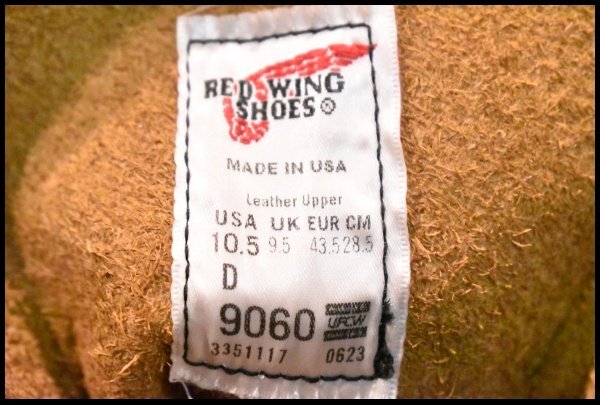 RED WING
SHOES®
MADE IN USA
Leather Upper
USA UK EUR CM
10.5 9.5 43.5 28.5
D
9060 UFCW
3351117 0623